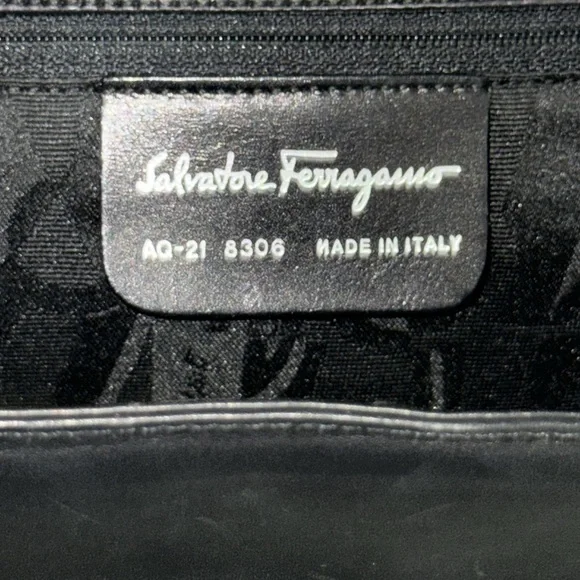 Salvatore Ferragamo
AQ-21 8306 MADE IN ITALY